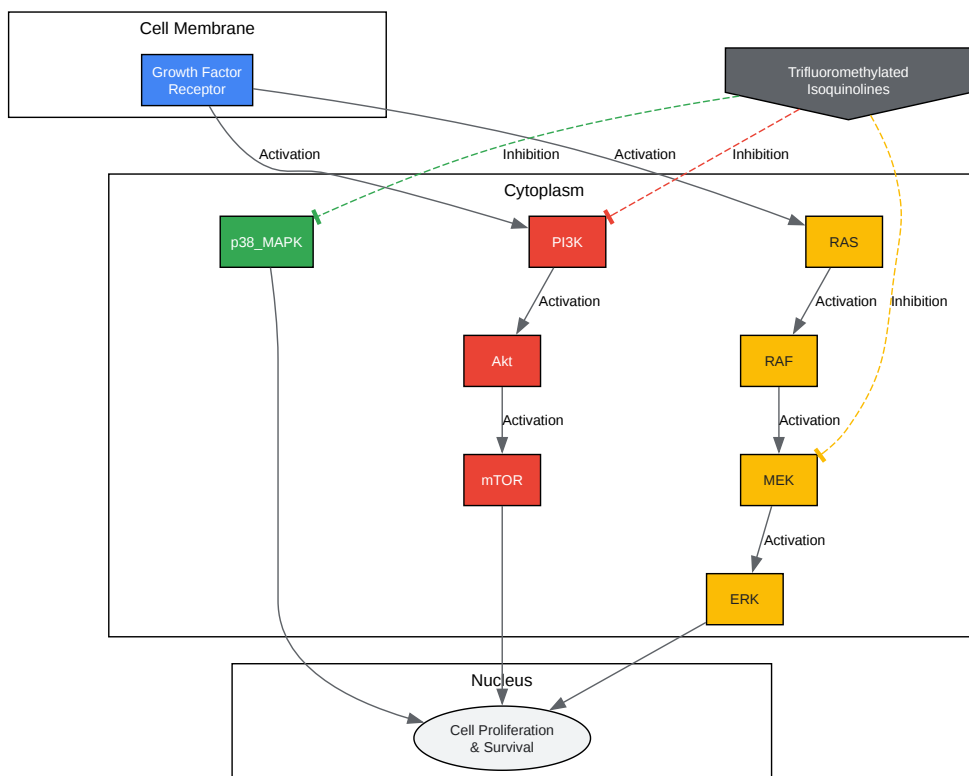 Cell Membrane
Growth Factor
Receptor
Trifluoromethylated
Isoquinolines
Activation
Inhibition
Activation
Inhibition
Cytoplasm
p38_MAPK
PI3K
RAS
Activation
Activation
Inhibition
Akt
RAF
Activation
Activation
mTOR
MEK
Activation
ERK
Nucleus
Cell Proliferation
& Survival